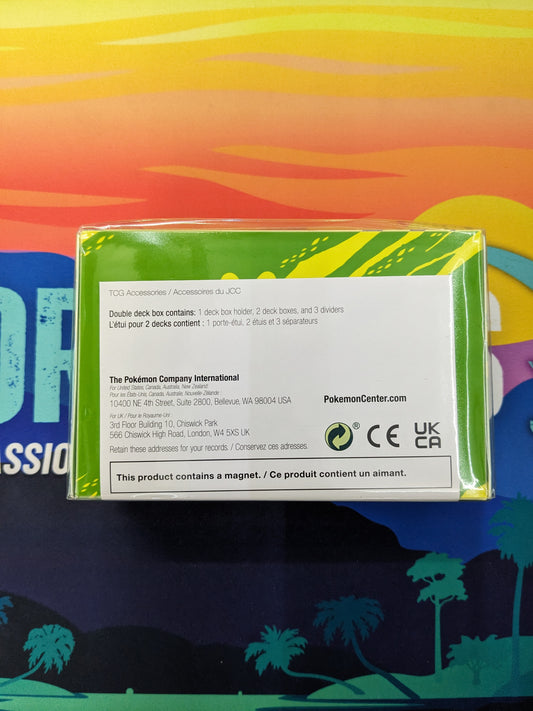 TCG Accessories / Accessoires du JCC
Double deck box contains: 1 deck box holder, 2 deck boxes, and 3 dividers
L'étui pour 2 decks contient : 1 porte-étui, 2 étuis et 3 séparateurs
The Pokémon Company International
For United States, Canada, Australia, New Zealand:
Pour les États-Unis, Canada, Australie, Nouvelle-Zélande :
10400 NE 4th Street, Suite 2800, Bellevue, WA 98004 USA
PokemonCenter.com
For UK / Pour le Royaume-Uni :
3rd Floor Building 10, Chiswick Park
566 Chiswick High Road, London, W4 5XS UK
Retain these addresses for your records. / Conservez ces adresses.
CE
UK
CA
This product contains a magnet. / Ce produit contient un aimant.
OR
S
ASSIO